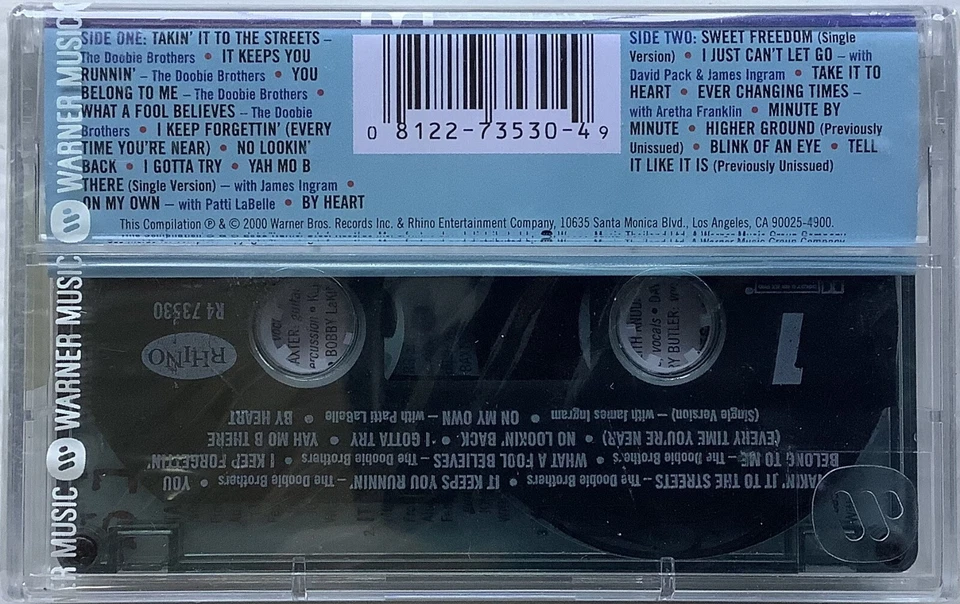 WARNER MUSIC
WARNER MUSIC
R MUSIC
SIDE ONE: TAKIN' IT TO THE STREETS –
The Doobie Brothers • IT KEEPS YOU
RUNNIN' – The Doobie Brothers • YOU
BELONG TO ME – The Doobie Brothers •
WHAT A FOOL BELIEVES – The Doobie
Brothers • I KEEP FORGETTIN' (EVERY
TIME YOU'RE NEAR) • NO LOOKIN'
BACK • I GOTTA TRY • YAH MO B
THERE (Single Version) – with James Ingram •
ON MY OWN – with Patti LaBelle • BY HEART
0 8122-73530-4 9
SIDE TWO: SWEET FREEDOM (Single
Version) • I JUST CAN'T LET GO – with
David Pack & James Ingram • TAKE IT TO
HEART • EVER CHANGING TIMES –
with Aretha Franklin • MINUTE BY
MINUTE • HIGHER GROUND (Previously
Unissued) • BLINK OF AN EYE • TELL
IT LIKE IT IS (Previously Unissued)
This Compilation ℗ & © 2000 Warner Bros. Records Inc. & Rhino Entertainment Company, 10635 Santa Monica Blvd., Los Angeles, CA 90025-4900.
A Warner Music Group Company
TAKIN' IT TO THE STREETS – The Doobie Brothers • IT KEEPS YOU RUNNIN' – The Doobie Brothers • YOU
BELONG TO ME – The Doobie Brothers • WHAT A FOOL BELIEVES – The Doobie Brothers • I KEEP FORGETTIN'
(EVERY TIME YOU'RE NEAR) • NO LOOKIN' BACK • I GOTTA TRY • YAH MO B THERE
(Single Version) – with James Ingram) • ON MY OWN – with Patti LaBelle • BY HEART
1
RHINO
R4 73530
percussion •
BOBBY
vocals •
BUTLER: